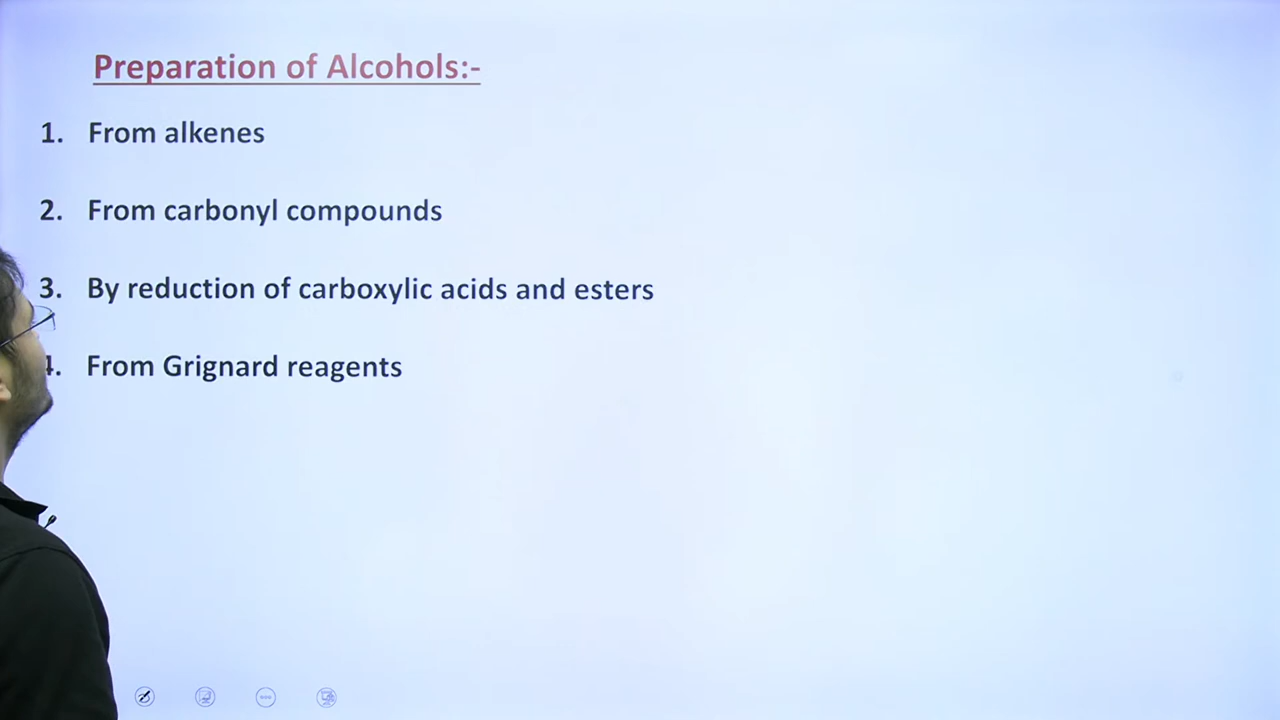 Preparation of Alcohols:-
1. From alkenes
2. From carbonyl compounds
3. By reduction of carboxylic acids and esters
4. From Grignard reagents